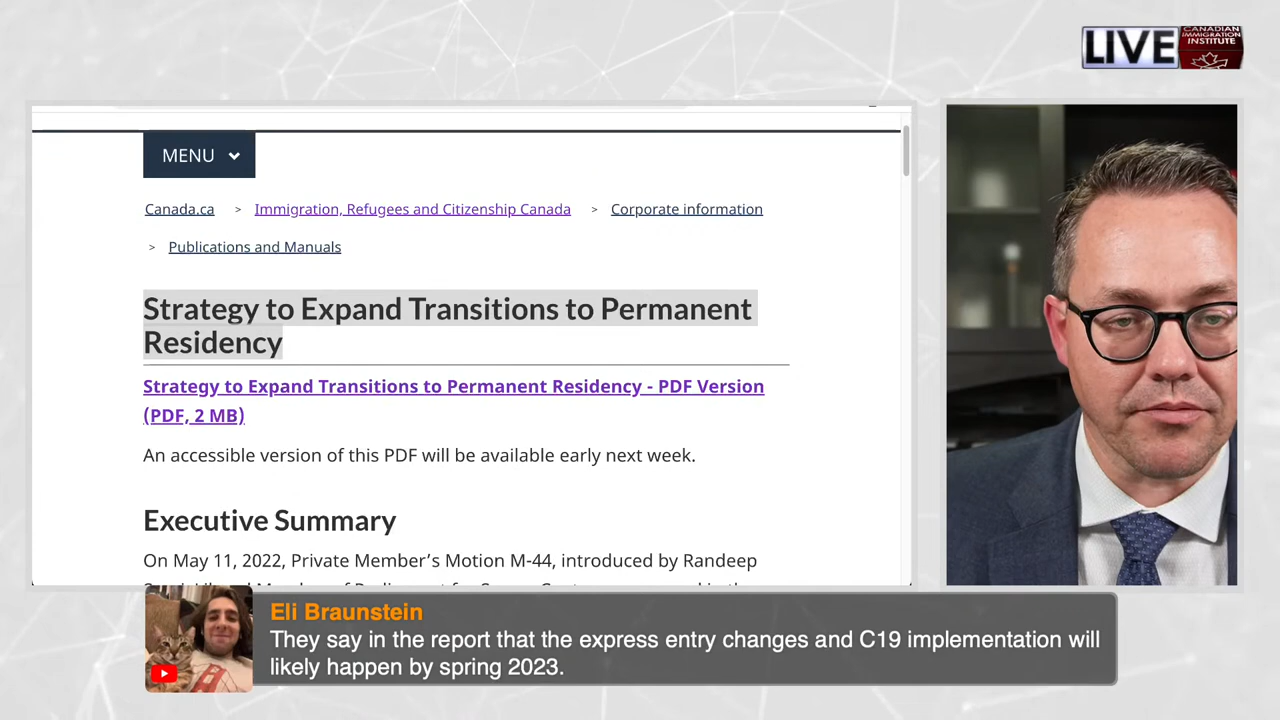 LIVE
CANADIAN
IMMIGRATION
INSTITUTE
MENU
Canada.ca > Immigration, Refugees and Citizenship Canada > Corporate information
> Publications and Manuals
Strategy to Expand Transitions to Permanent
Residency
Strategy to Expand Transitions to Permanent Residency - PDF Version
(PDF, 2 MB)
An accessible version of this PDF will be available early next week.
Executive Summary
On May 11, 2022, Private Member’s Motion M-44, introduced by Randeep
Eli Braunstein
They say in the report that the express entry changes and C19 implementation will
likely happen by spring 2023.